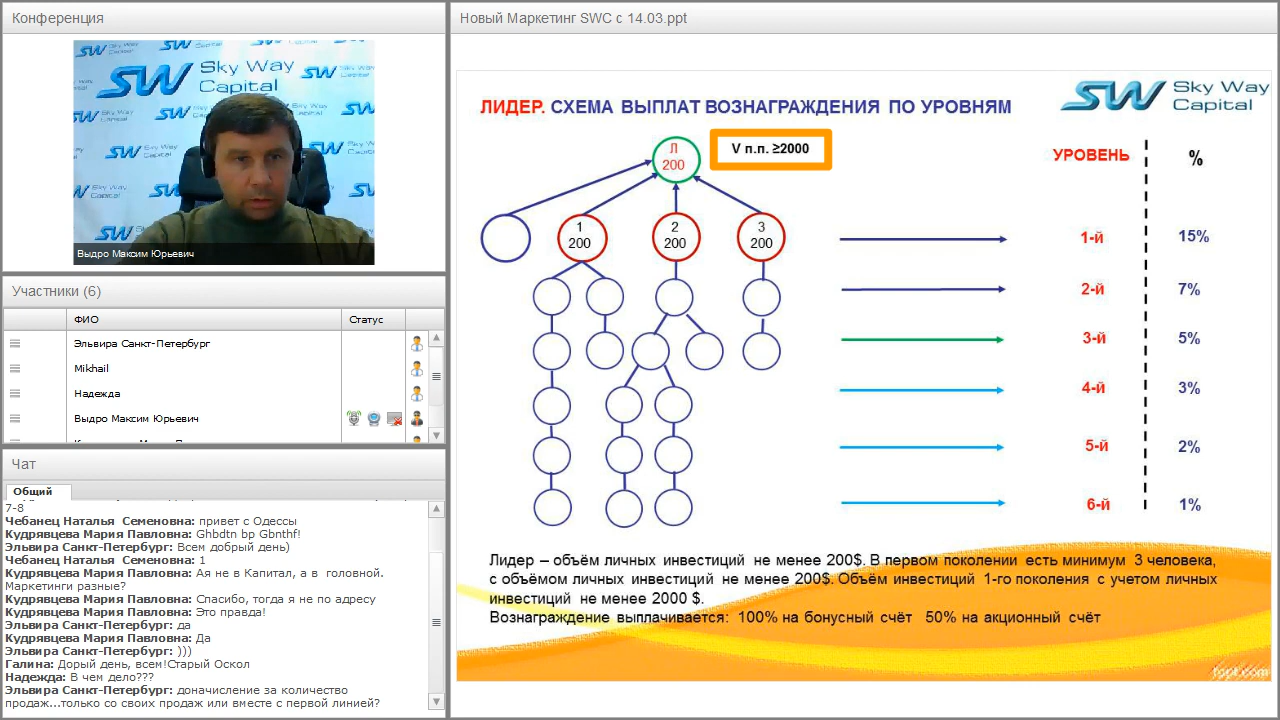 Конференция
SW Sky Way
Capital
Выдро Максим Юрьевич
Участники (6)
ФИО
Статус
Эльвира Санкт-Петербург
Mikhail
Надежда
Выдро Максим Юрьевич
Чат
Общий
7-8
Чебанец Наталья Семеновна: привет с Одессы
Кудрявцева Мария Павловна: Ghbdtn bp Gbnthf!
Эльвира Санкт-Петербург: Всем добрый день)
Чебанец Наталья Семеновна: 1
Кудрявцева Мария Павловна: Ая не в Капитал, а в головной.
Маркетинги разные?
Кудрявцева Мария Павловна: Спасибо, тогда я не по адресу
Кудрявцева Мария Павловна: Это правда!
Эльвира Санкт-Петербург: да
Кудрявцева Мария Павловна: Да
Эльвира Санкт-Петербург: )))
Галина: Дорый день, всем!Старый Оскол
Надежда: В чем дело???
Эльвира Санкт-Петербург: доначисление за количество
продаж...только со своих продаж или вместе с первой линией?
Новый Маркетинг SWC с 14.03.ppt
ЛИДЕР. СХЕМА ВЫПЛАТ ВОЗНАГРАЖДЕНИЯ ПО УРОВНЯМ
SW Sky Way
Capital
Л
200
V п.п. ≥2000
УРОВЕНЬ %
1
200
2
200
3
200
1-й 15%
2-й 7%
3-й 5%
4-й 3%
5-й 2%
6-й 1%
Лидер – объём личных инвестиций не менее 200$. В первом поколении есть минимум 3 человека,
с объёмом личных инвестиций не менее 200$. Объём инвестиций 1-го поколения с учетом личных
инвестиций не менее 2000 $.
Вознаграждение выплачивается: 100% на бонусный счёт 50% на акционный счёт
fppt.com